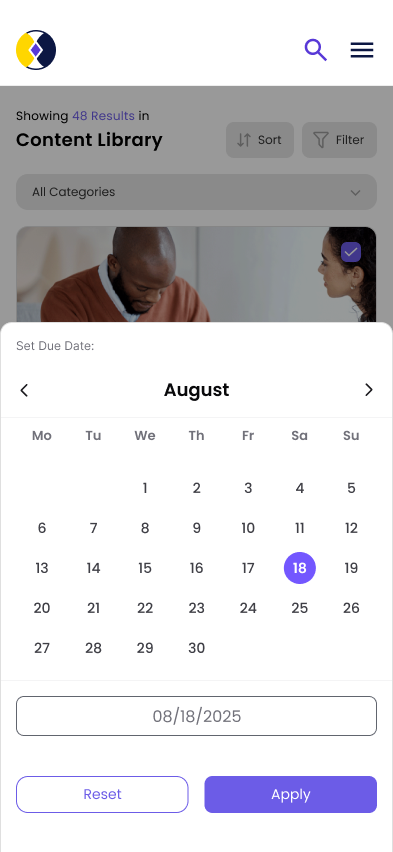 Showing 48 Results in
Content Library
Sort
Filter
All Categories
Set Due Date:
August
Mo Tu We Th Fr Sa Su
1 2 3 4 5
6 7 8 9 10 11 12
13 14 15 16 17 18 19
20 21 22 23 24 25 26
27 28 29 30
08/18/2025
Reset
Apply